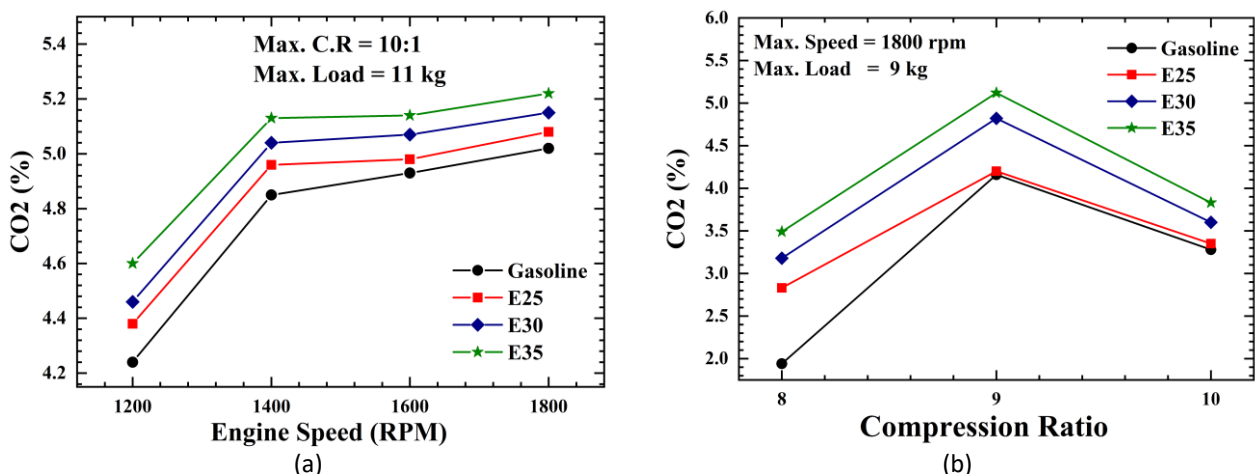 Max. C.R = 10:1
Max. Load = 11 kg
CO2 (%)
5.4
5.2
5.0
4.8
4.6
4.4
4.2
Gasoline
E25
E30
E35
1200 1400 1600 1800
Engine Speed (RPM)
(a)
Max. Speed = 1800 rpm
Max. Load = 9 kg
CO2 (%)
6.0
5.5
5.0
4.5
4.0
3.5
3.0
2.5
2.0
Gasoline
E25
E30
E35
8 9 10
Compression Ratio
(b)